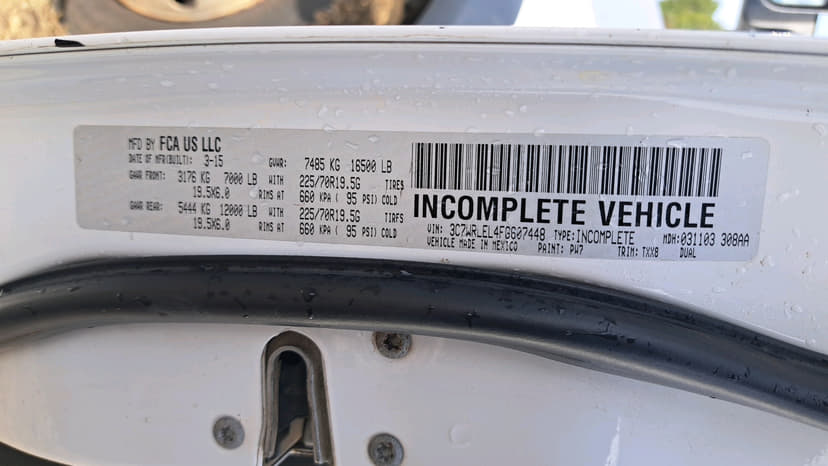 MFD BY FCA US LLC
DATE OF MFR(BUILT): 3-15 GVWR: 7485 KG 16500 LB
GAWR FRONT: 3176 KG 7000 LB WITH 225/70R19.5G TIRES
19.5X6.0 RIMS AT 660 KPA ( 95 PSI) COLD
GAWR REAR: 5444 KG 12000 LB WITH 225/70R19.5G TIRES
19.5X6.0 RIMS AT 660 KPA ( 95 PSI) COLD
INCOMPLETE VEHICLE
VIN: 3C7WRLEL4FG607448 TYPE: INCOMPLETE MDH: 031103 308AA
VEHICLE MADE IN MEXICO PAINT: PW7 TRIM: TXX8 DUAL